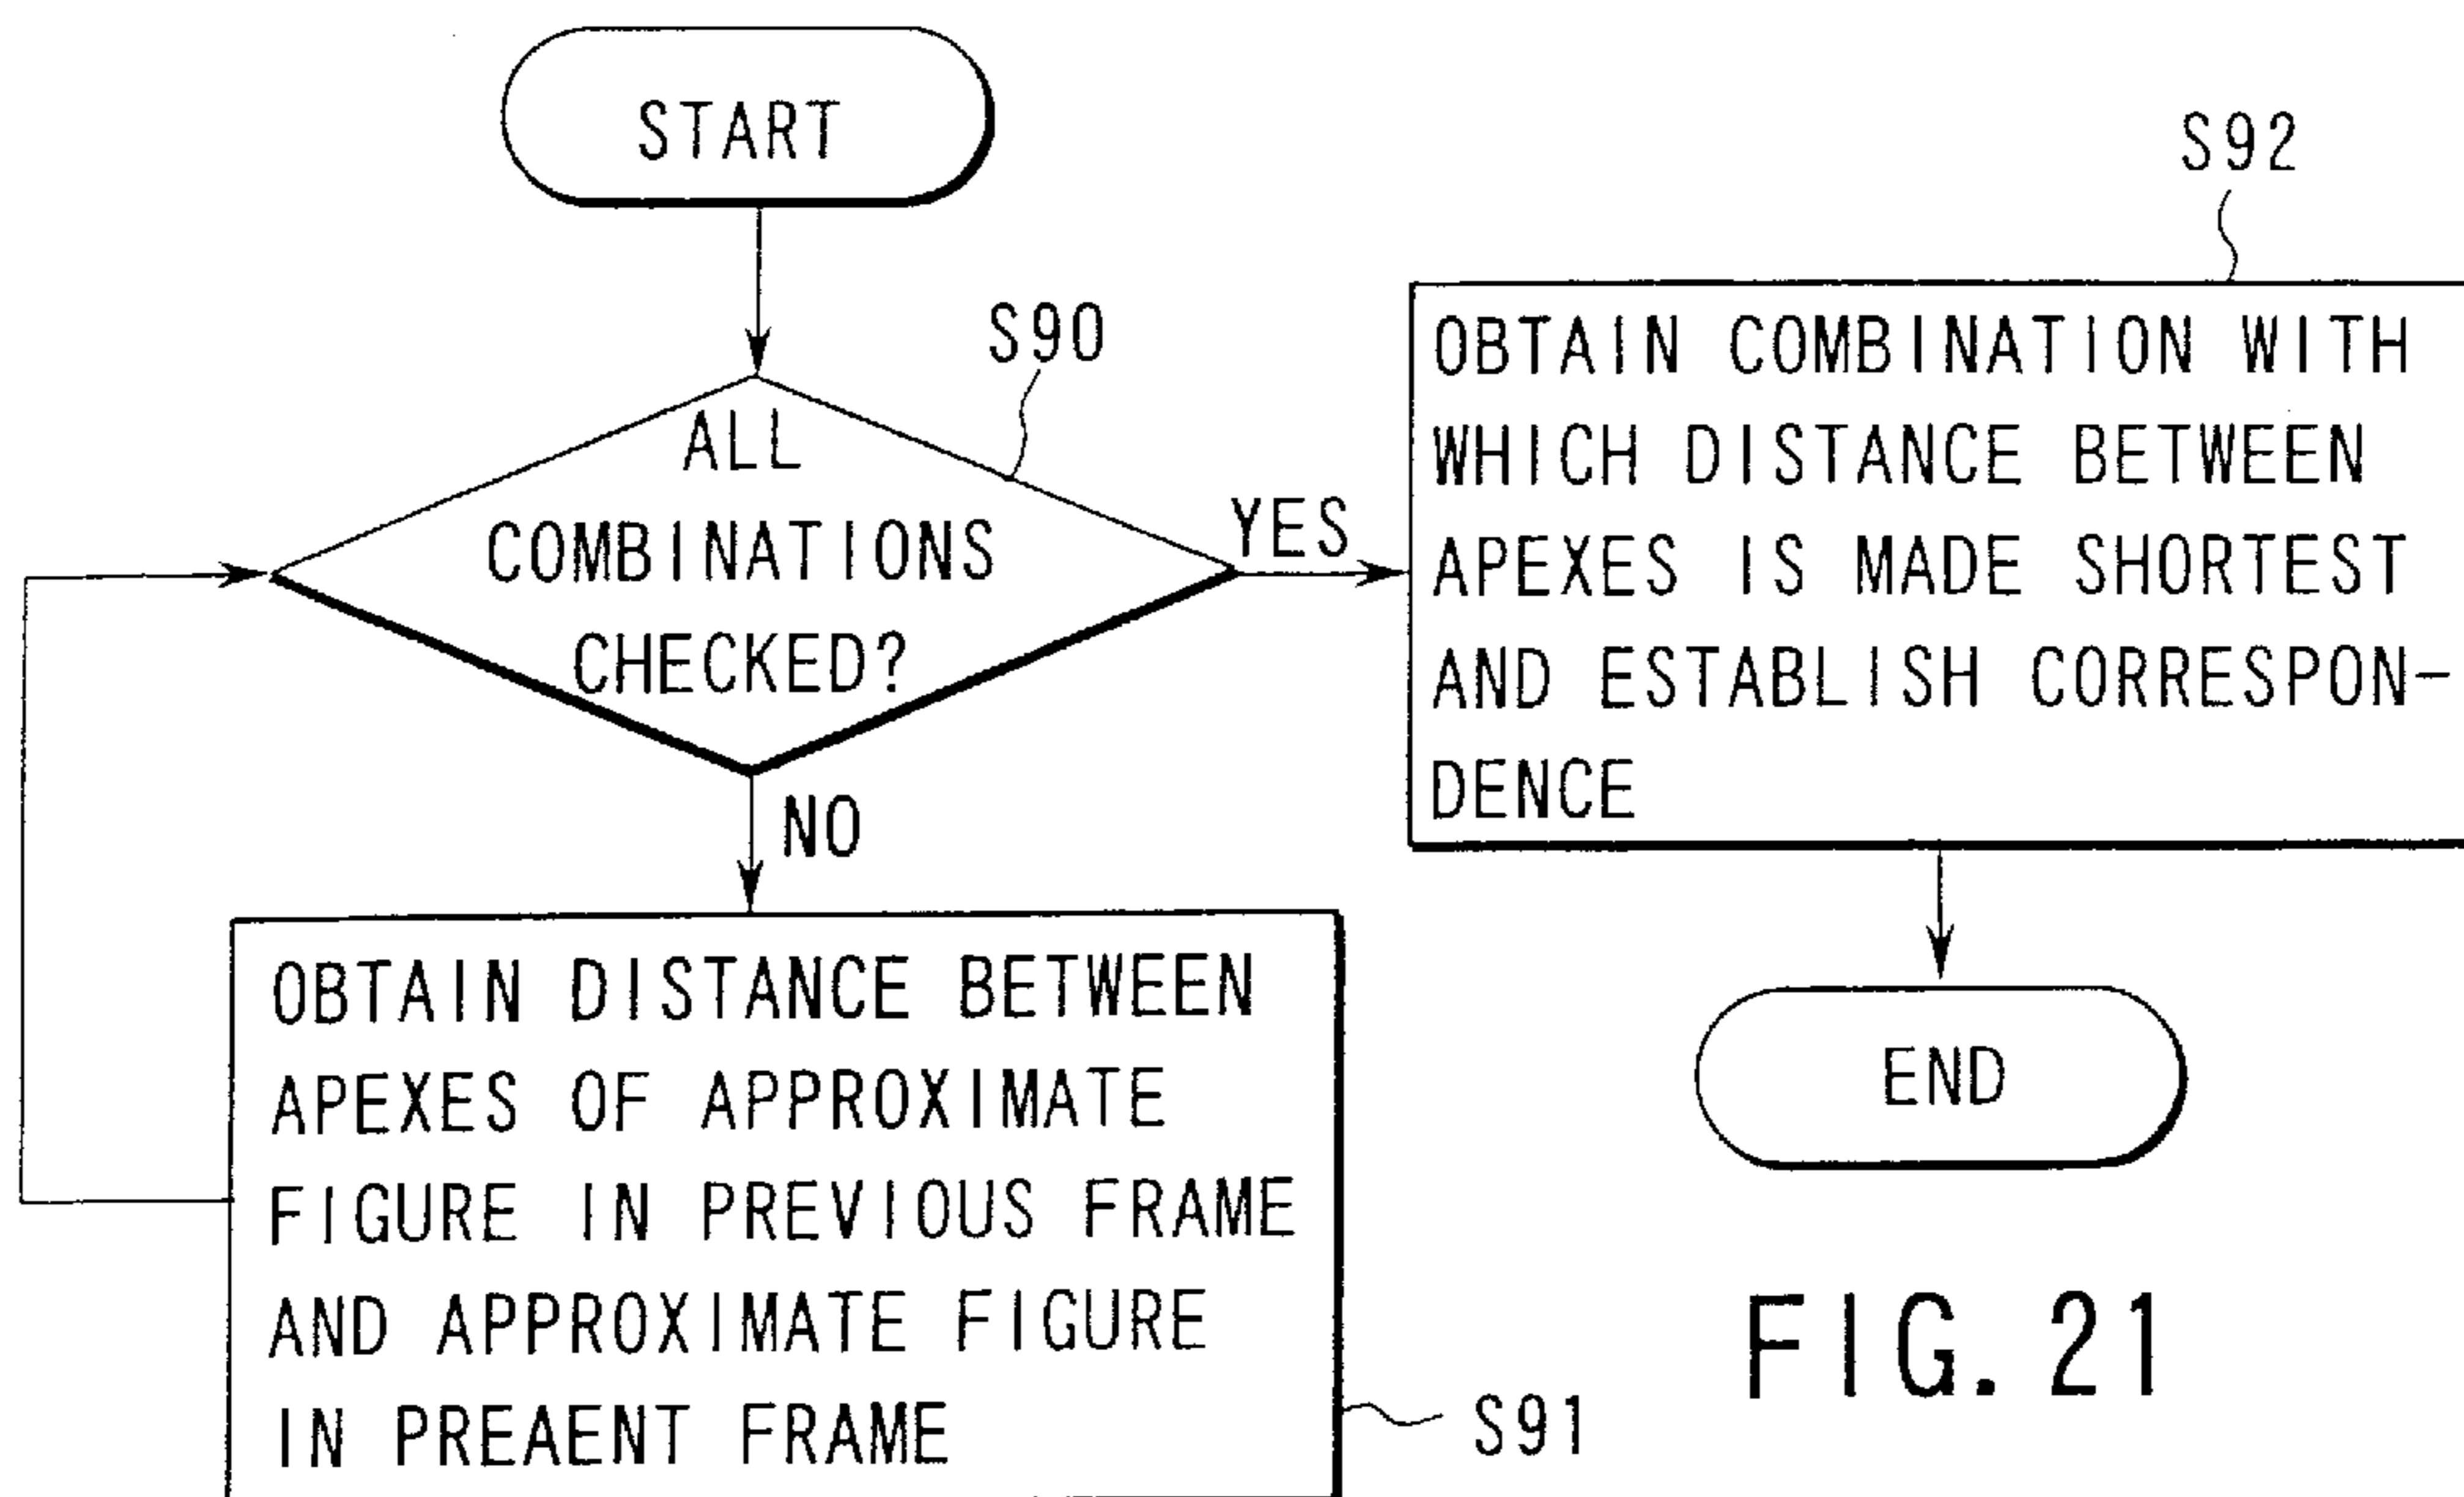 START
S90
ALL
COMBINATIONS
CHECKED?
YES
NO
OBTAIN DISTANCE BETWEEN
APEXES OF APPROXIMATE
FIGURE IN PREVIOUS FRAME
AND APPROXIMATE FIGURE
IN PREAENT FRAME
S91
S92
OBTAIN COMBINATION WITH
WHICH DISTANCE BETWEEN
APEXES IS MADE SHORTEST
AND ESTABLISH CORRESPON-
DENCE
END
FIG. 21